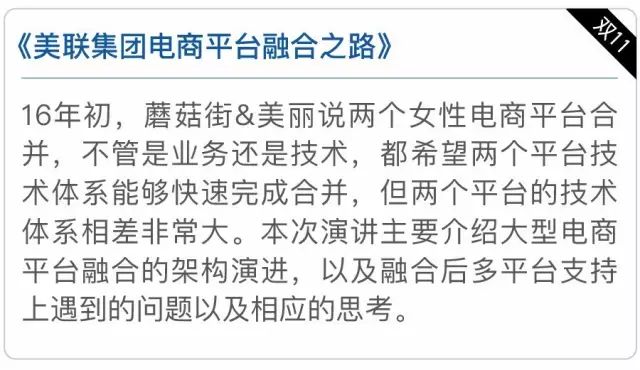 双11
《美联集团电商平台融合之路》
16年初，蘑菇街&美丽说两个女性电商平台合
并，不管是业务还是技术，都希望两个平台技
术体系能够快速完成合并，但两个平台的技术
体系相差非常大。本次演讲主要介绍大型电商
平台融合的架构演进，以及融合后多平台支持
上遇到的问题以及相应的思考。